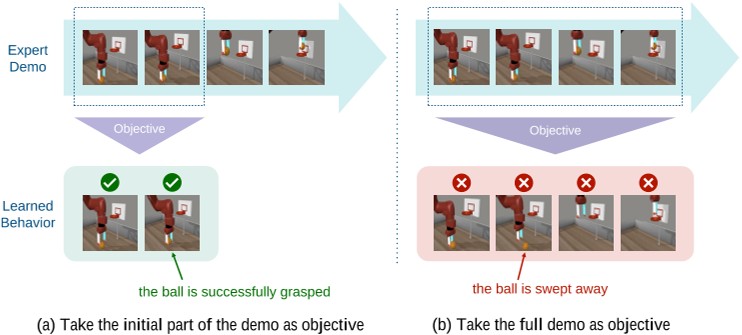 Expert
Demo
Objective
Objective
Learned
Behavior
the ball is successfully grasped
the ball is swept away
(a) Take the initial part of the demo as objective
(b) Take the full demo as objective